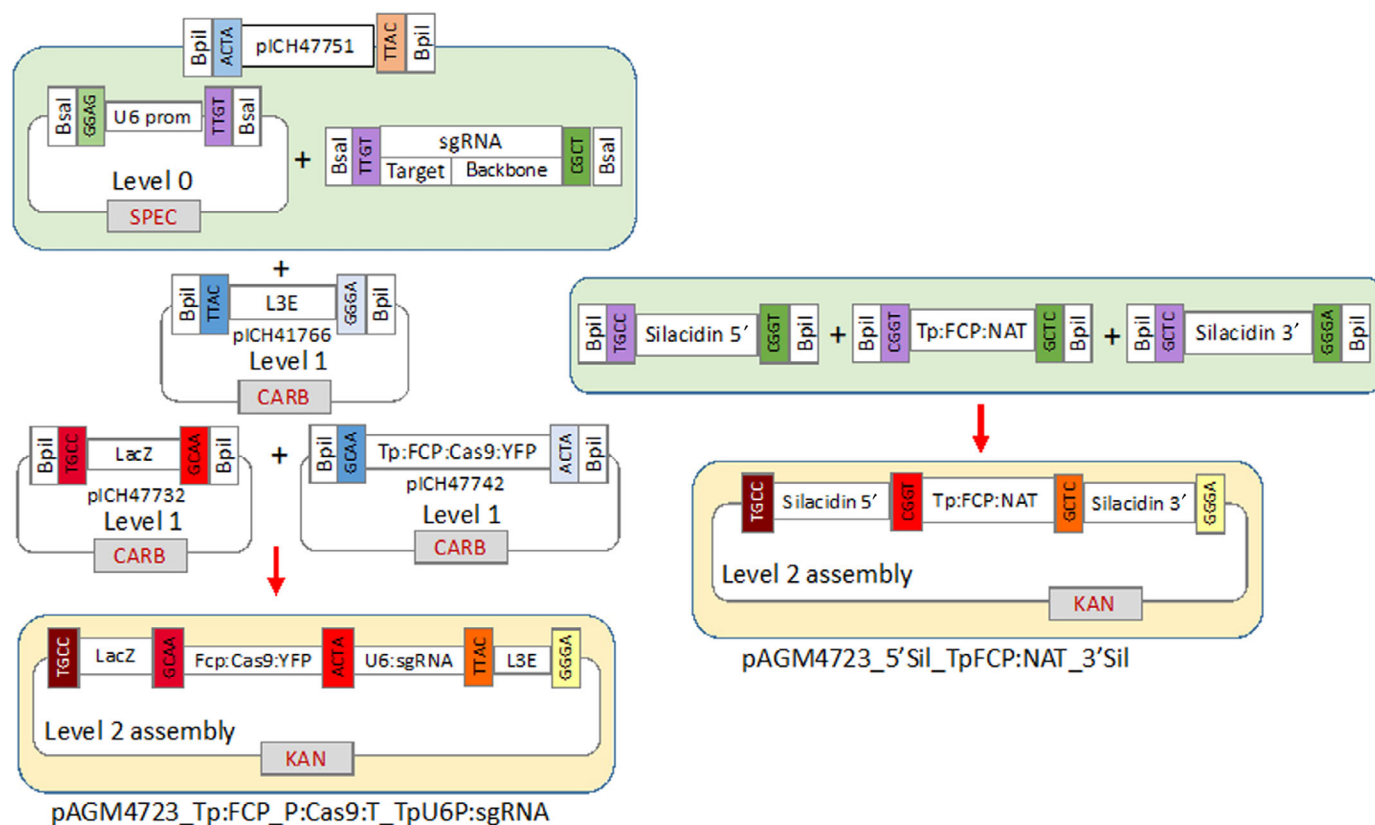 BpiI ACTA pICH47751 TTAC BpiI
BsaI GGAG U6 prom TTGT BsaI
Level 0
SPEC
+
BsaI TTGT sgRNA CGCT BsaI
Target Backbone
+
BpiI TTAC L3E GGGA BpiI
pICH41766
Level 1
CARB
BpiI TGCC LacZ GCAA BpiI
pICH47732
Level 1
CARB
+
BpiI GCAA Tp:FCP:Cas9:YFP ACTA BpiI
pICH47742
Level 1
CARB
TGCC LacZ GCAA Fcp:Cas9:YFP ACTA U6:sgRNA TTAC L3E GGGA
Level 2 assembly
KAN
pAGM4723_Tp:FCP_P:Cas9:T_TpU6P:sgRNA
BpiI TGCC Silacidin 5′ CGGT BpiI + BpiI CGGT Tp:FCP:NAT GCTC BpiI + BpiI GCTC Silacidin 3′ GGGA BpiI
TGCC Silacidin 5′ CGGT Tp:FCP:NAT GCTC Silacidin 3′ GGGA
Level 2 assembly
KAN
pAGM4723_5′Sil_TpFCP:NAT_3′Sil